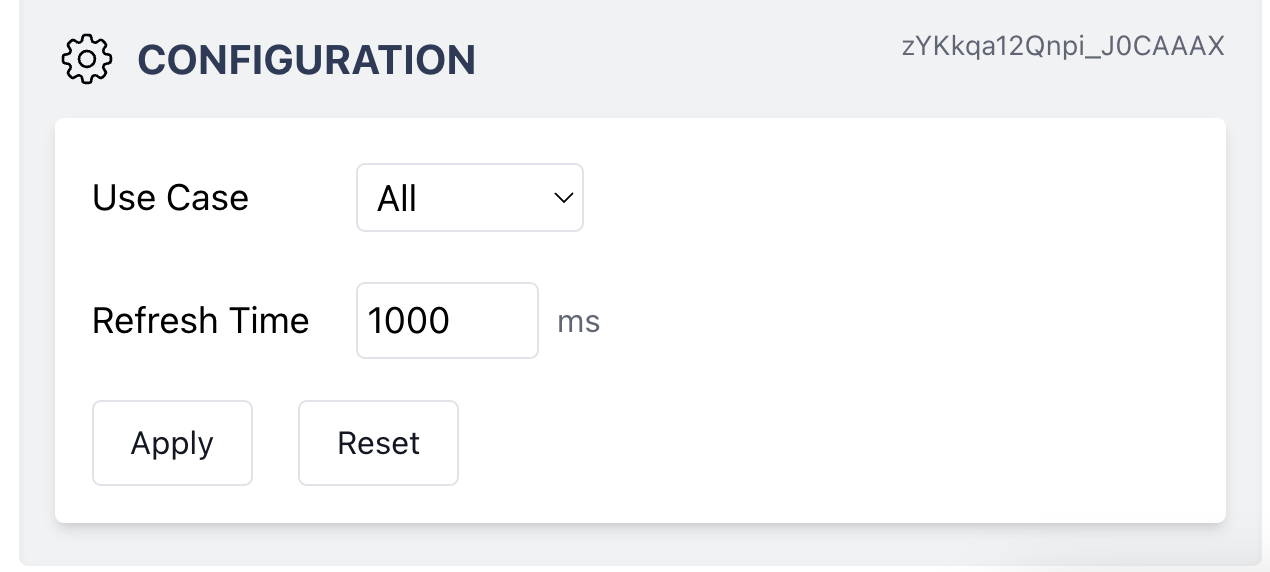 CONFIGURATION
zYKkqa12Qnpi_J0CAAAX
Use Case All
Refresh Time 1000 ms
Apply Reset